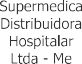 Supermedica
Distribuidora
Hospitalar
Ltda - Me